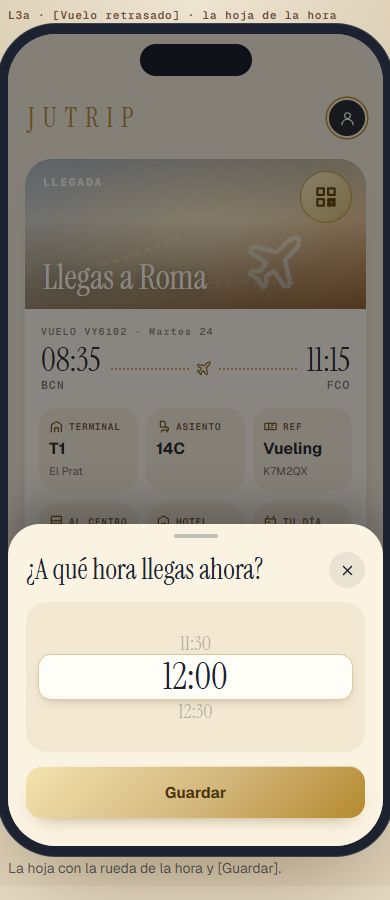 L3a · [Vuelo retrasado] · la hoja de la hora
JUTRIP
LLEGADA
Llegas a Roma
VUELO VY6102 · Martes 24
08:35 11:15
BCN FCO
TERMINAL ASIENTO REF
T1 14C Vueling
El Prat K7M2QX
AL CENTRO HOTEL TU DÍA
¿A qué hora llegas ahora?
11:30
12:00
12:30
Guardar
La hoja con la rueda de la hora y [Guardar].